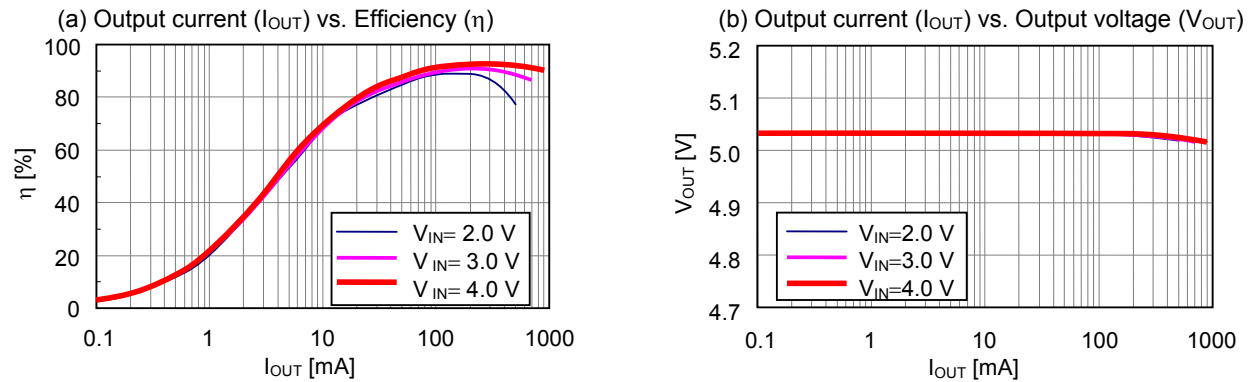 (a) Output current (IOUT) vs. Efficiency (η)
100
80
60
40
20
0
η [%]
VIN= 2.0 V
VIN= 3.0 V
VIN= 4.0 V
0.1 1 10 100 1000
IOUT [mA]
(b) Output current (IOUT) vs. Output voltage (VOUT)
5.2
5.1
5.0
4.9
4.8
4.7
VOUT [V]
VIN=2.0 V
VIN=3.0 V
VIN=4.0 V
0.1 1 10 100 1000
IOUT [mA]